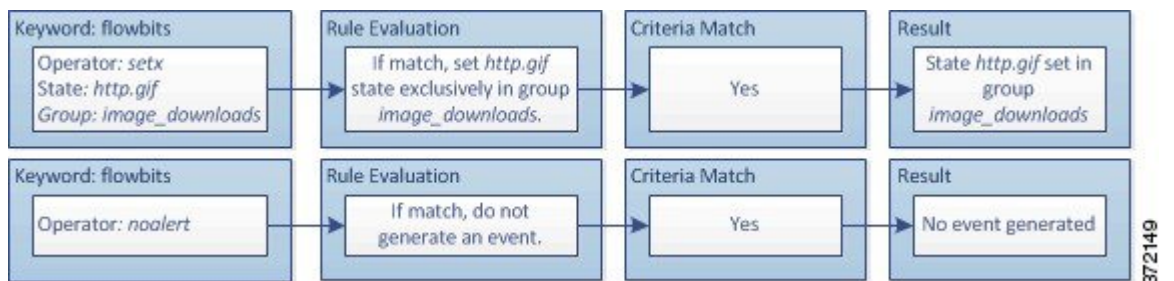 Keyword: flowbits
Operator: setx
State: http.gif
Group: image_downloads
Rule Evaluation
If match, set http.gif
state exclusively in group
image_downloads.
Criteria Match
Yes
Result
State http.gif set in
group
image_downloads
Keyword: flowbits
Operator: noalert
Rule Evaluation
If match, do not
generate an event.
Criteria Match
Yes
Result
No event generated
372149